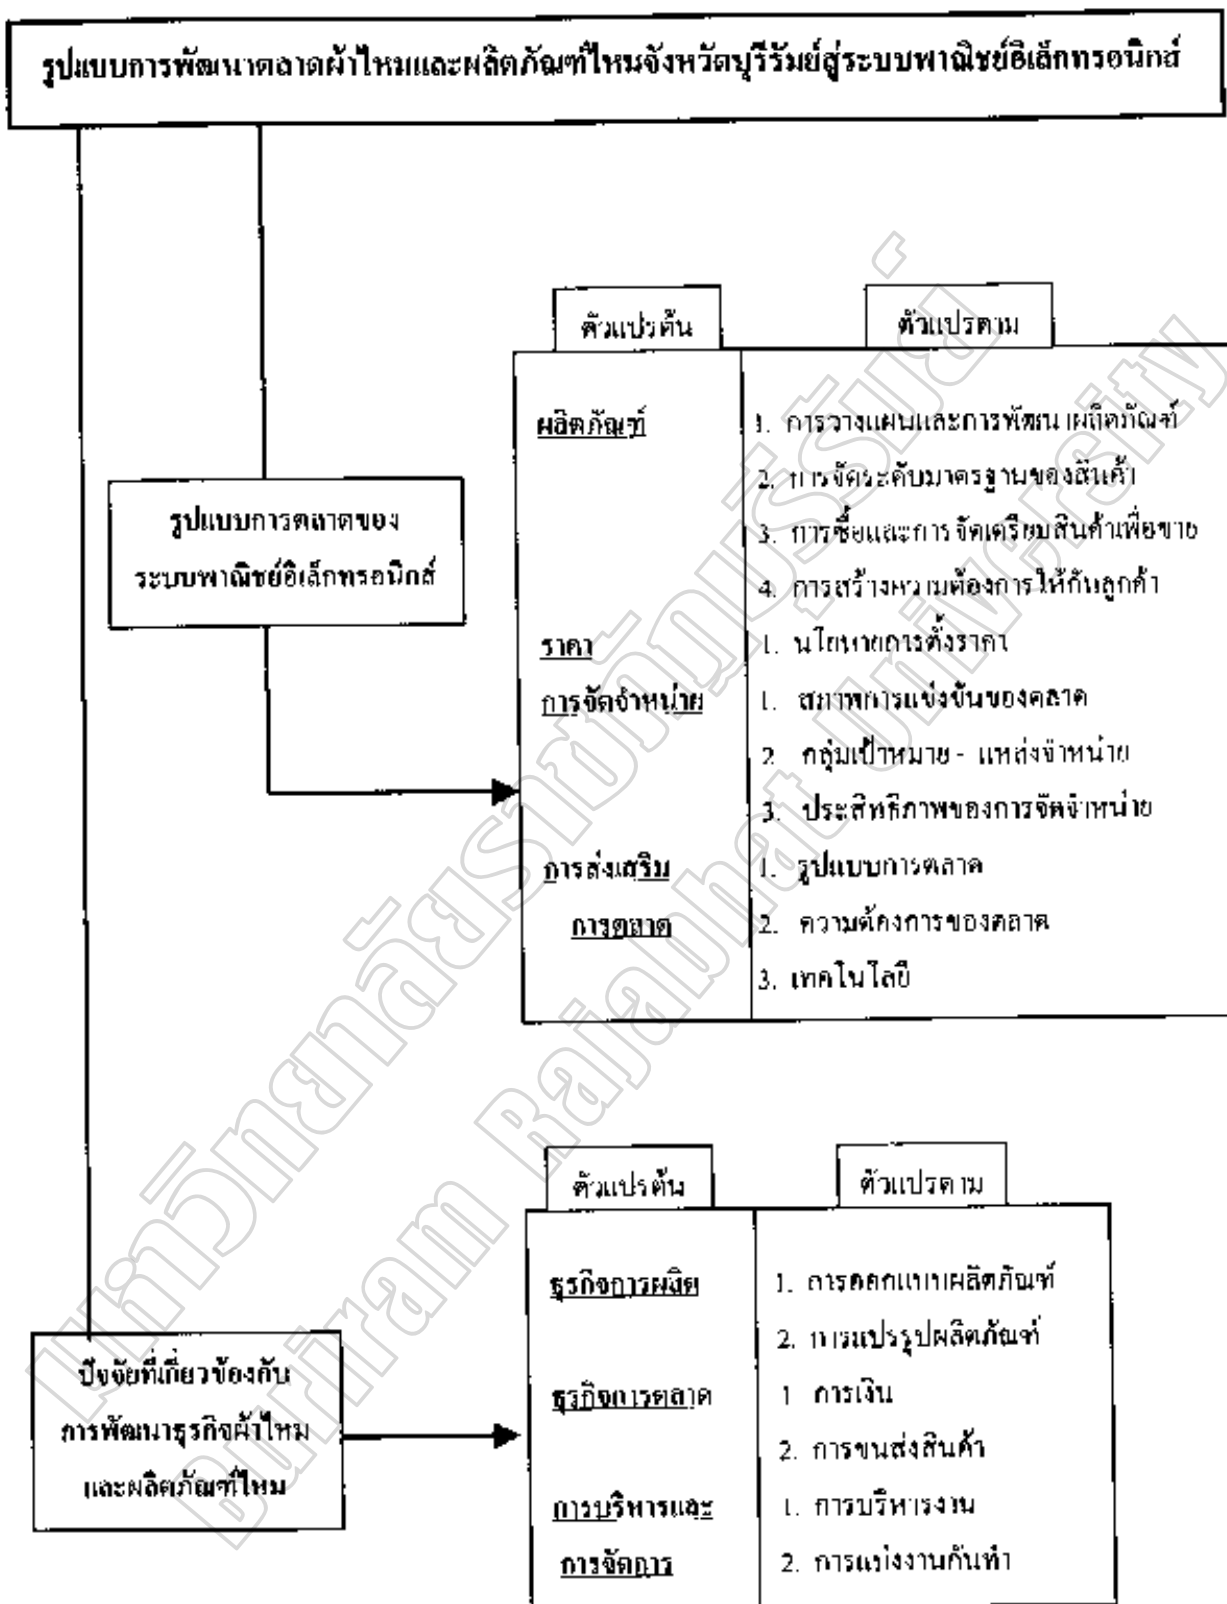 รูปแบบการพัฒนาตลาดผ้าไหมและผลิตภัณฑ์ไหมจังหวัดบุรีรัมย์สู่ระบบพาณิชย์อิเล็กทรอนิกส์
รูปแบบการตลาดของ
ระบบพาณิชย์อิเล็กทรอนิกส์
ตัวแปรต้น
ตัวแปรตาม
ผลิตภัณฑ์
1. การวางแผนและการพัฒนาผลิตภัณฑ์
2. การจัดระดับมาตรฐานของสินค้า
3. การซื้อและการจัดเตรียมสินค้าเพื่อขาย
4. การสร้างความต้องการให้กับลูกค้า
ราคา
1. นโยบายการตั้งราคา
การจัดจำหน่าย
1. สภาพการแข่งขันของตลาด
2 กลุ่มเป้าหมาย - แหล่งจำหน่าย
3. ประสิทธิภาพของการจัดจำหน่าย
การส่งเสริม
การตลาด
1. รูปแบบการตลาด
2. ความต้องการของตลาด
3. เทคโนโลยี
ปัจจัยที่เกี่ยวข้องกับ
การพัฒนาธุรกิจผ้าไหม
และผลิตภัณฑ์ไหม
ตัวแปรต้น
ตัวแปรตาม
ธุรกิจการผลิต
1. การออกแบบผลิตภัณฑ์
2. การแปรรูปผลิตภัณฑ์
ธุรกิจการตลาด
1 การเงิน
2. การขนส่งสินค้า
การบริหารและ
การจัดการ
1. การบริหารงาน
2. การแบ่งงานกันทำ
มหาวิทยาลัยราชภัฏบุรีรัมย์
Buriram Rajabhat University